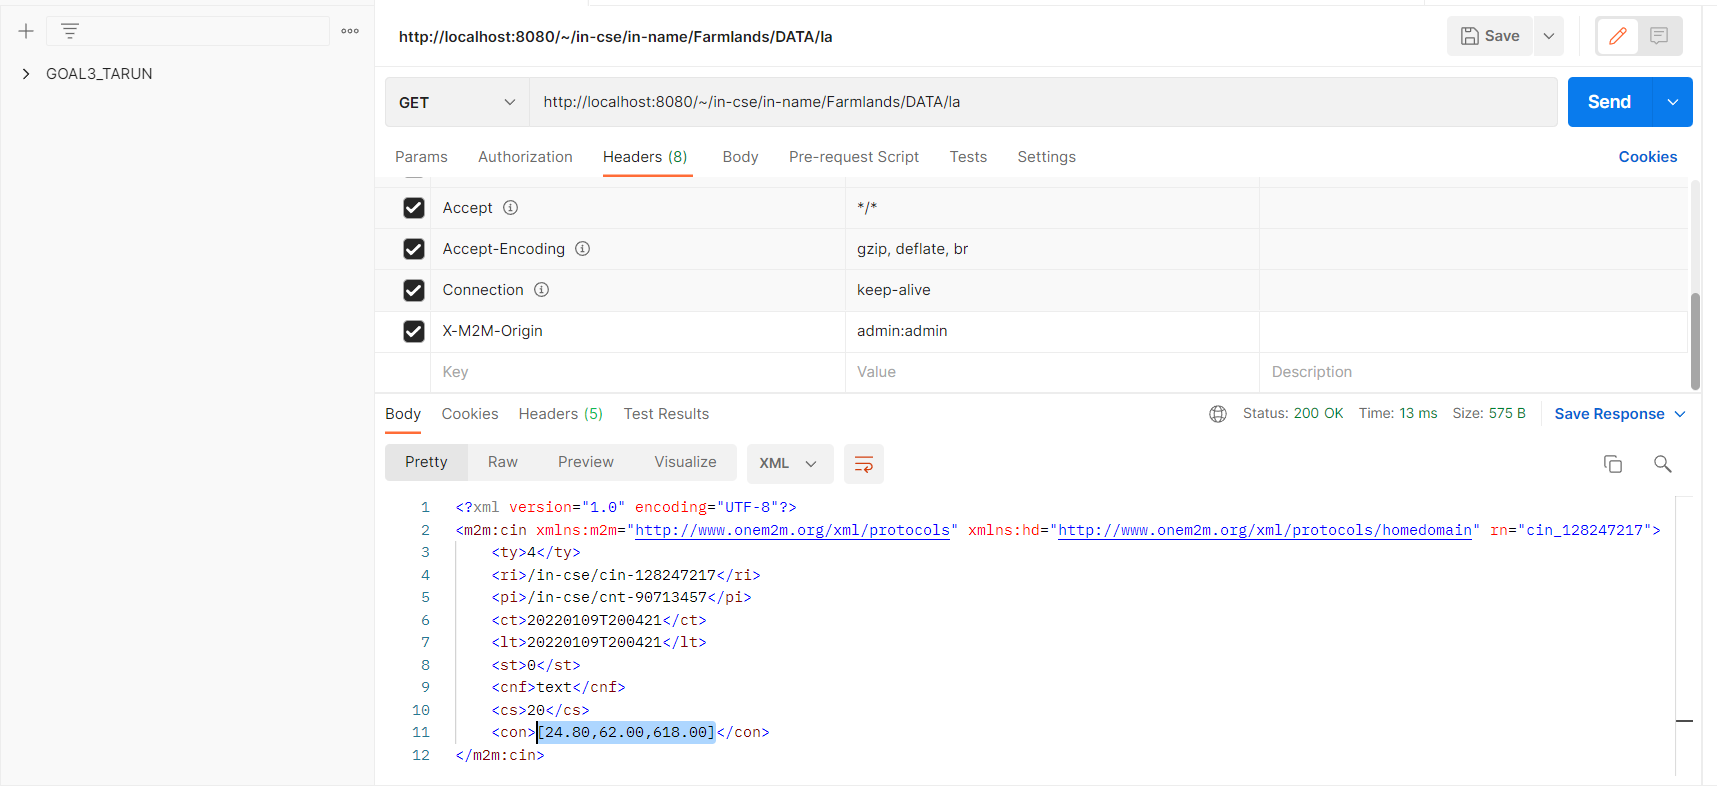 http://localhost:8080/~/in-cse/in-name/Farmlands/DATA/la
Save
GOAL3_TARUN
GET
http://localhost:8080/~/in-cse/in-name/Farmlands/DATA/la
Send
Params Authorization Headers (8) Body Pre-request Script Tests Settings Cookies
Accept */*
Accept-Encoding gzip, deflate, br
Connection keep-alive
X-M2M-Origin admin:admin
Key Value Description
Body Cookies Headers (5) Test Results Status: 200 OK Time: 13 ms Size: 575 B Save Response
Pretty Raw Preview Visualize XML
1 <?xml version="1.0" encoding="UTF-8"?>
2 <m2m:cin xmlns:m2m="http://www.onem2m.org/xml/protocols" xmlns:hd="http://www.onem2m.org/xml/protocols/homedomain" rn="cin_128247217">
3 <ty>4</ty>
4 <ri>/in-cse/cin-128247217</ri>
5 <pi>/in-cse/cnt-90713457</pi>
6 <ct>20220109T200421</ct>
7 <lt>20220109T200421</lt>
8 <st>0</st>
9 <cnf>text</cnf>
10 <cs>20</cs>
11 <con>[24.80,62.00,618.00]</con>
12 </m2m:cin>